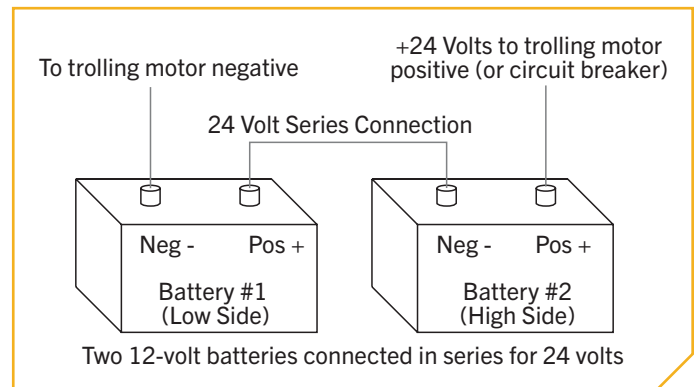 To trolling motor negative
+24 Volts to trolling motor
positive (or circuit breaker)
24 Volt Series Connection
Neg -
Pos +
Battery #1
(Low Side)
Neg -
Pos +
Battery #2
(High Side)
Two 12-volt batteries connected in series for 24 volts